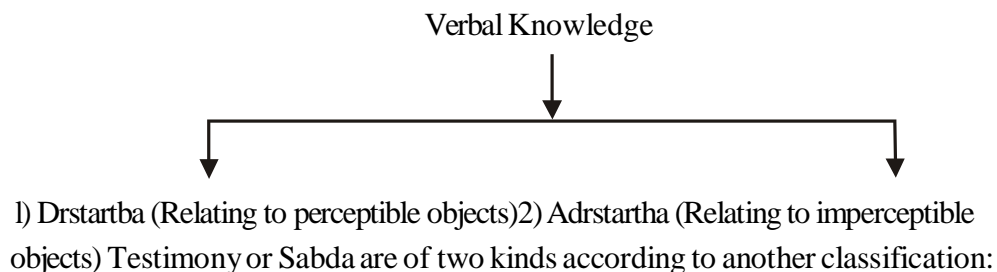 Verbal Knowledge
l) Drstartba (Relating to perceptible objects)2) Adrstartha (Relating to imperceptible
objects) Testimony or Sabda are of two kinds according to another classification: